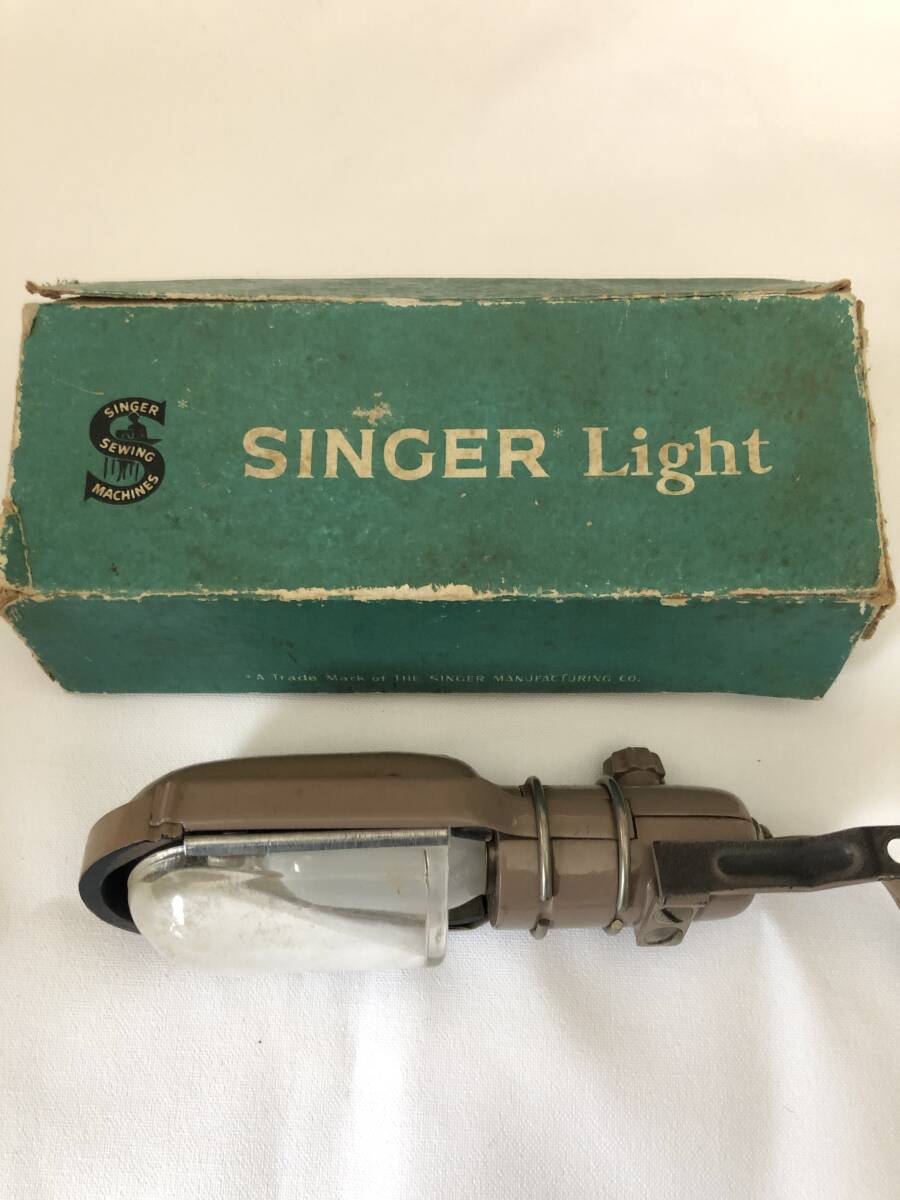 SINGER
SEWING
MACHINES
*
SINGER* Light
*A Trade Mark of THE SINGER MANUFACTURING CO.